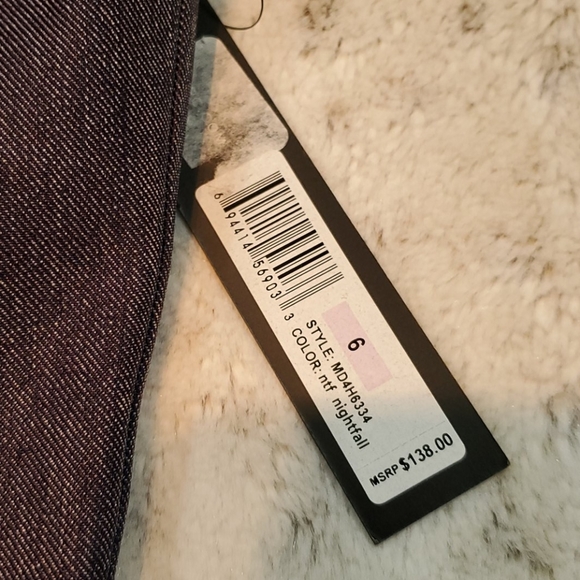 6 94414 56903 3
6
STYLE: MD4H6334
COLOR: ntf nightfall
MSRP $138.00